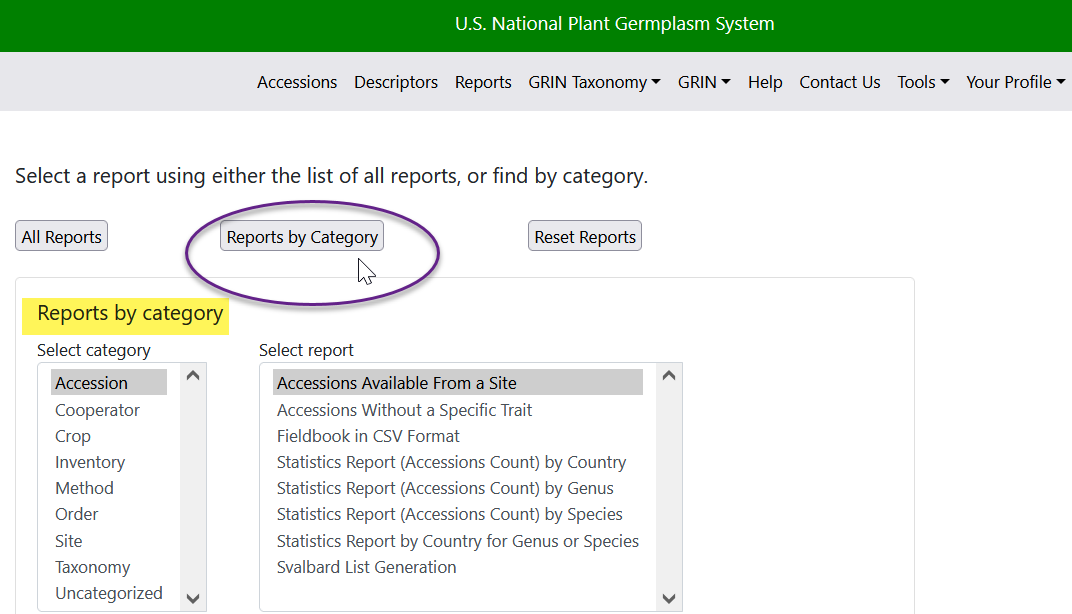 U.S. National Plant Germplasm System
Accessions Descriptors Reports GRIN Taxonomy GRIN Help Contact Us Tools Your Profile
Select a report using either the list of all reports, or find by category.
All Reports Reports by Category Reset Reports
Reports by category
Select category
Accession
Cooperator
Crop
Inventory
Method
Order
Site
Taxonomy
Uncategorized
Select report
Accessions Available From a Site
Accessions Without a Specific Trait
Fieldbook in CSV Format
Statistics Report (Accessions Count) by Country
Statistics Report (Accessions Count) by Genus
Statistics Report (Accessions Count) by Species
Statistics Report by Country for Genus or Species
Svalbard List Generation